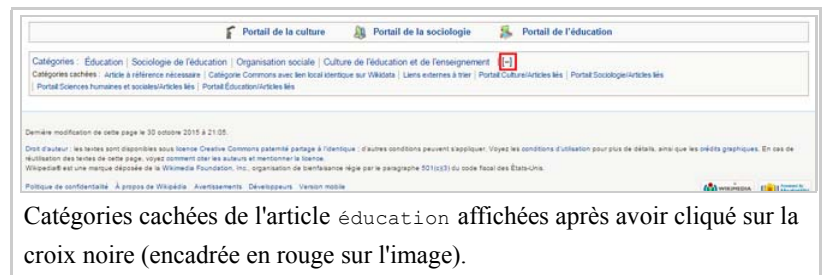 Portail de la culture Portail de la sociologie Portail de l'éducation
Catégories : Éducation | Sociologie de l'éducation | Organisation sociale | Culture de l'éducation et de l'enseignement [−]
Catégories cachées : Article à référence nécessaire | Catégorie Commons avec lien local identique sur Wikidata | Liens externes à trier | Portail:Culture/Articles liés | Portail:Sociologie/Articles liés
| Portail:Sciences humaines et sociales/Articles liés | Portail:Éducation/Articles liés
Dernière modification de cette page le 30 octobre 2015 à 21:05.
Droit d'auteur : les textes sont disponibles sous licence Creative Commons paternité partage à l'identique ; d'autres conditions peuvent s'appliquer. Voyez les conditions d'utilisation pour plus de détails, ainsi que les crédits graphiques. En cas de
réutilisation des textes de cette page, voyez comment citer les auteurs et mentionner la licence.
Wikipedia® est une marque déposée de la Wikimedia Foundation, Inc., organisation de bienfaisance régie par le paragraphe 501(c)(3) du code fiscal des États-Unis.
Politique de confidentialité À propos de Wikipédia Avertissements Développeurs Version mobile WIKIMEDIA
Catégories cachées de l'article éducation affichées après avoir cliqué sur la
croix noire (encadrée en rouge sur l'image).